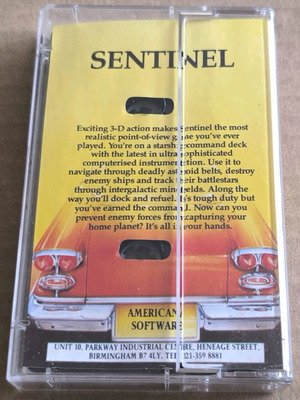 SENTINEL
Exciting 3-D action makes Sentinel the most
realistic point-of-view game you've ever
played. You're on a starship command deck
with the latest in ultra sophisticated
computerised instrumentation. Use it to
navigate through deadly asteroid belts, destroy
enemy ships and track their battlestars
through intergalactic minefields. Along the
way you'll dock and refuel. It's tough duty but
you've earned the command. Now can you
prevent enemy forces from capturing your
home planet? It's all in your hands.
AMERICANA
SOFTWARE
UNIT 10, PARKWAY INDUSTRIAL CENTRE, HENEAGE STREET,
BIRMINGHAM B7 4LY. TEL 021-359 8881